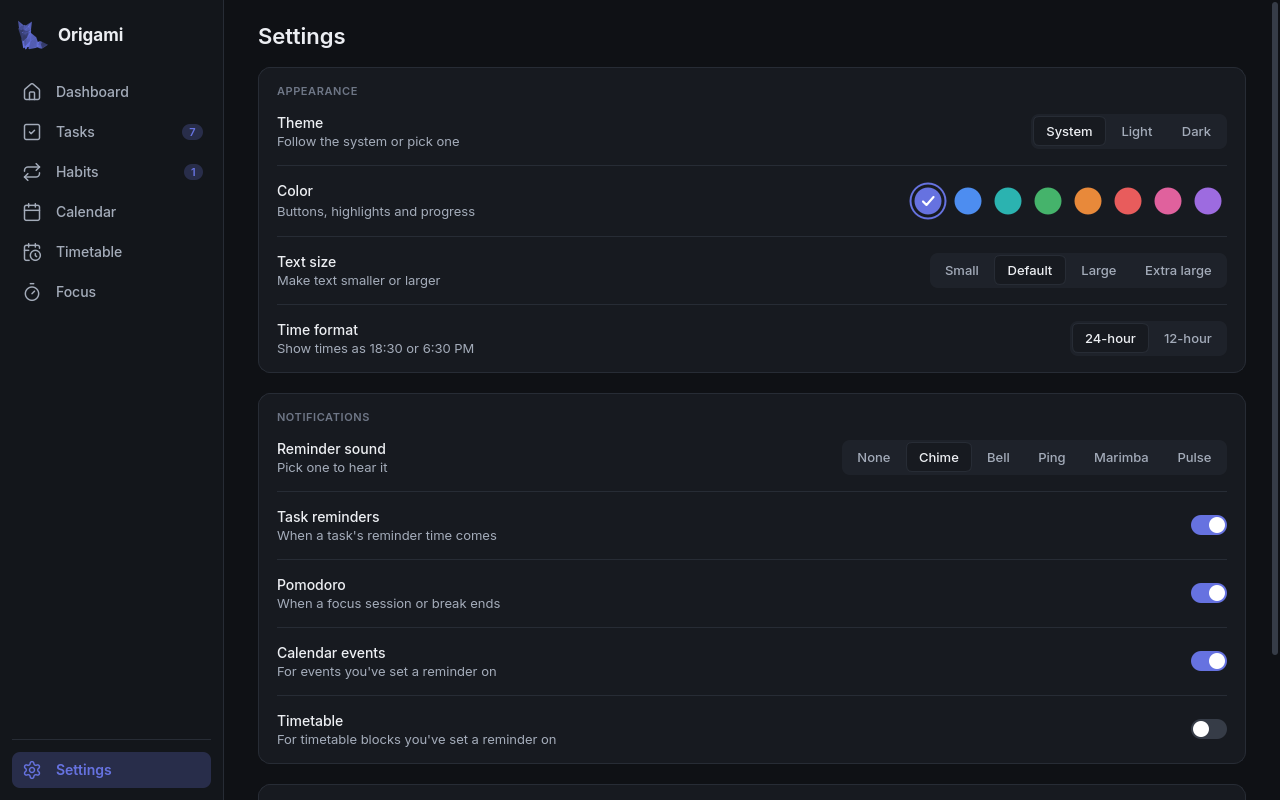 Origami
Dashboard
Tasks
7
Habits
1
Calendar
Timetable
Focus
Settings
Settings
APPEARANCE
Theme
Follow the system or pick one
System
Light
Dark
Color
Buttons, highlights and progress
Text size
Make text smaller or larger
Small
Default
Large
Extra large
Time format
Show times as 18:30 or 6:30 PM
24-hour
12-hour
NOTIFICATIONS
Reminder sound
Pick one to hear it
None
Chime
Bell
Ping
Marimba
Pulse
Task reminders
When a task's reminder time comes
Pomodoro
When a focus session or break ends
Calendar events
For events you've set a reminder on
Timetable
For timetable blocks you've set a reminder on